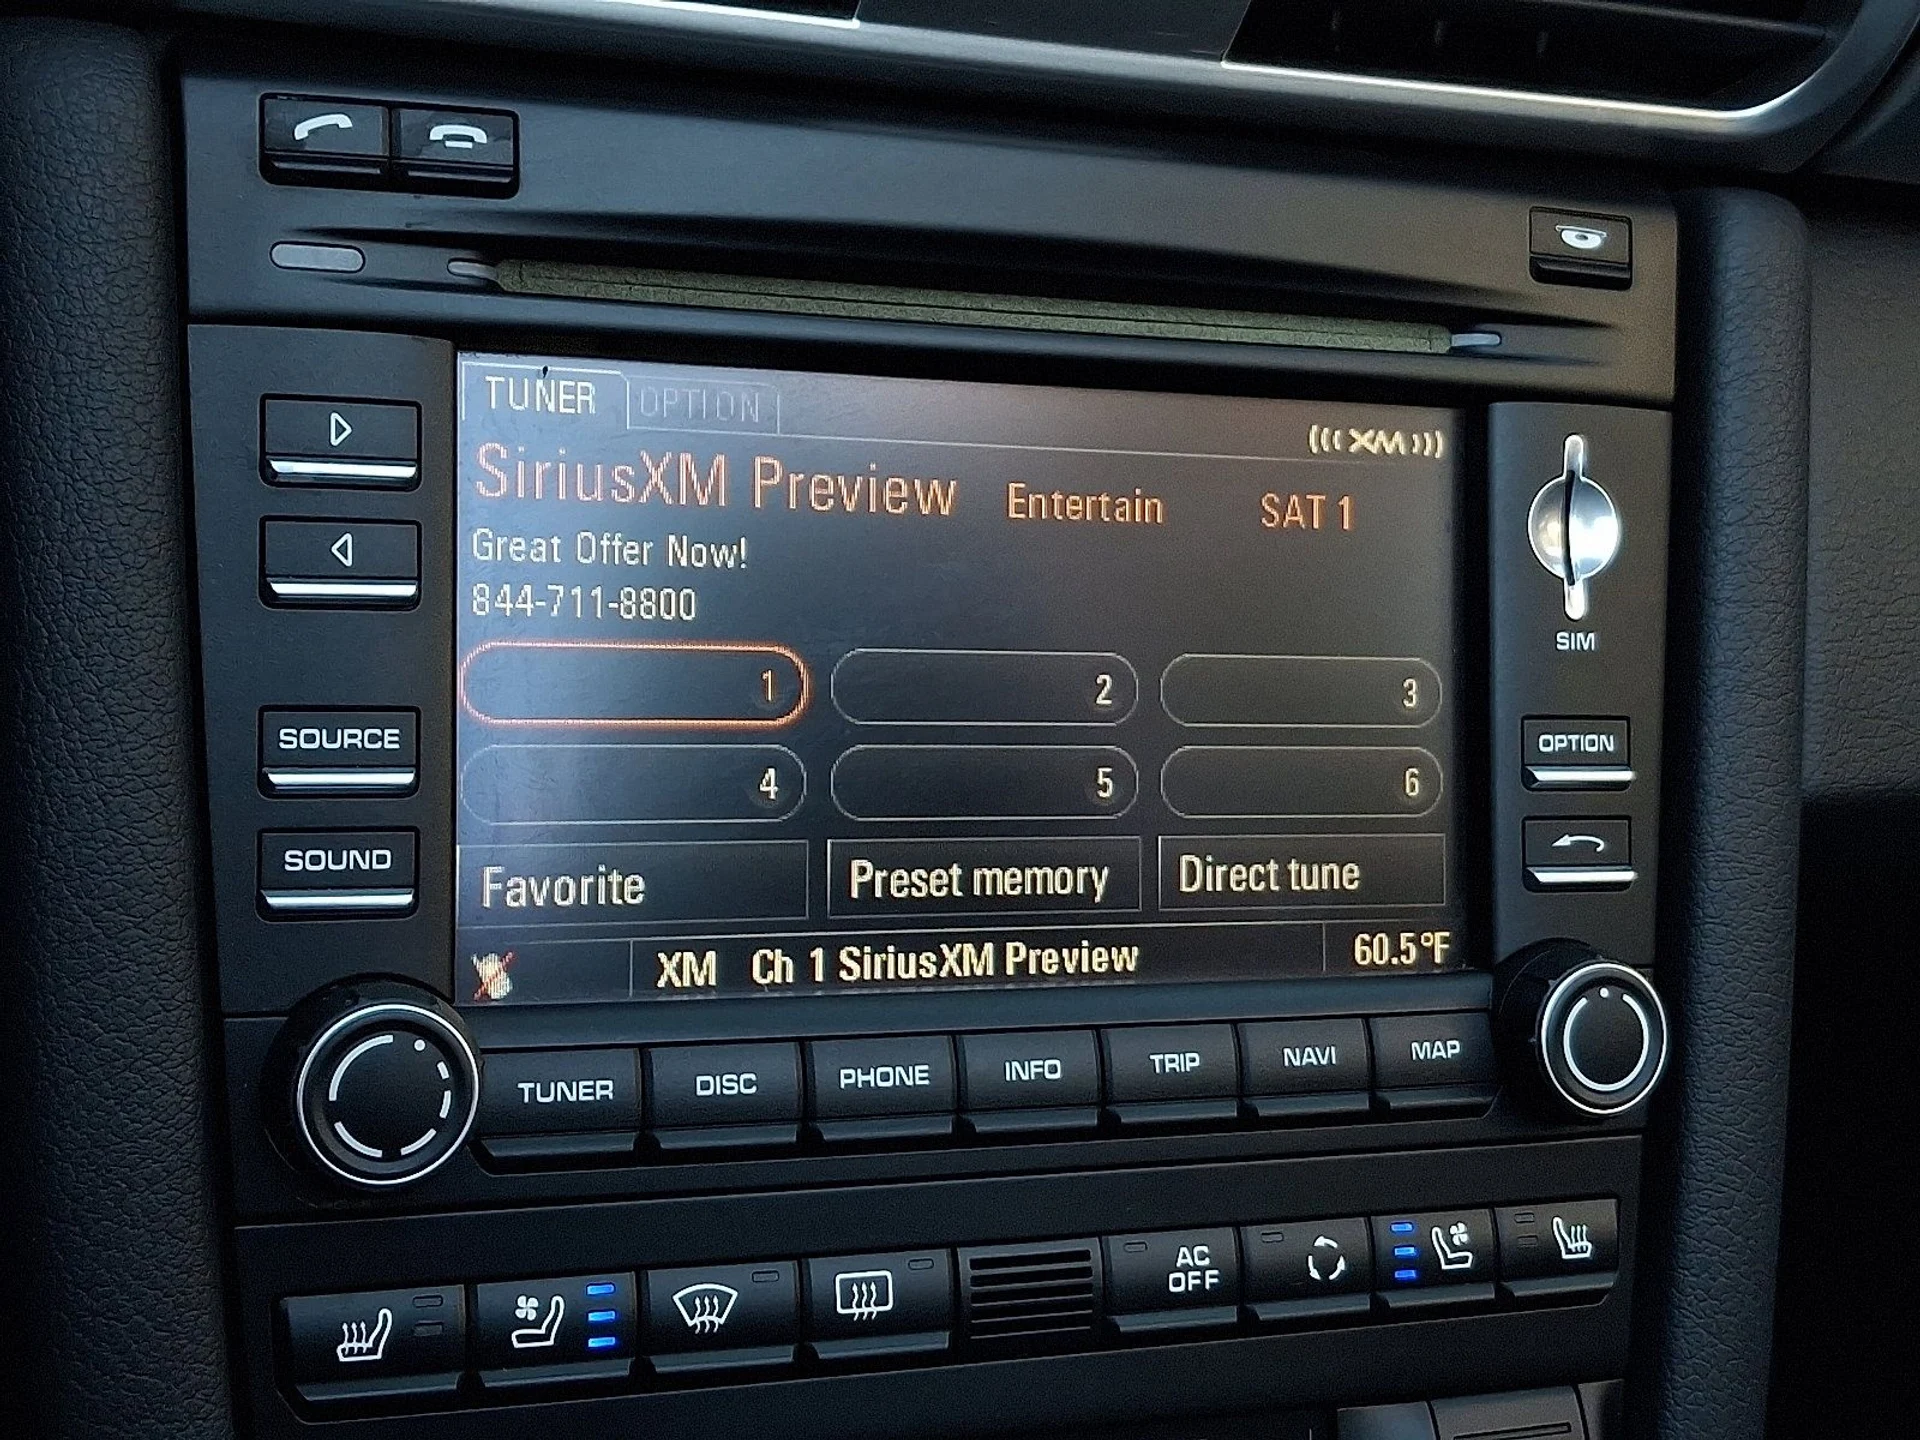 TUNER OPTION
(((XM)))
SiriusXM Preview Entertain SAT 1
Great Offer Now!
844-711-8800
1 2 3
4 5 6
Favorite Preset memory Direct tune
XM Ch 1 SiriusXM Preview 60.5°F
SOURCE
SOUND
SIM
OPTION
TUNER DISC PHONE INFO TRIP NAVI MAP
AC
OFF